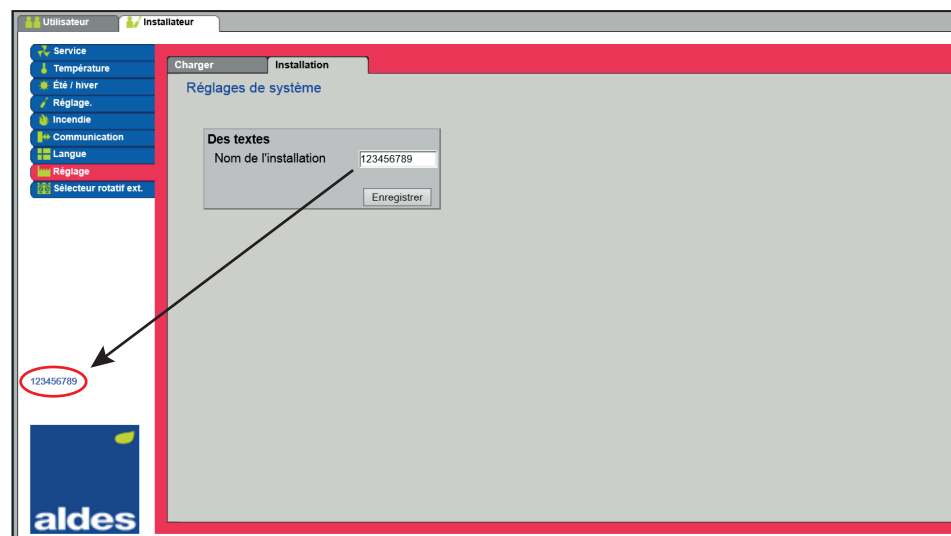 Utilisateur
Installateur
Service
Température
Été / hiver
Réglage.
Incendie
Communication
Langue
Réglage
Sélecteur rotatif ext.
Charger
Installation
Réglages de système
Des textes
Nom de l'installation
123456789
Enregistrer
123456789
aldes